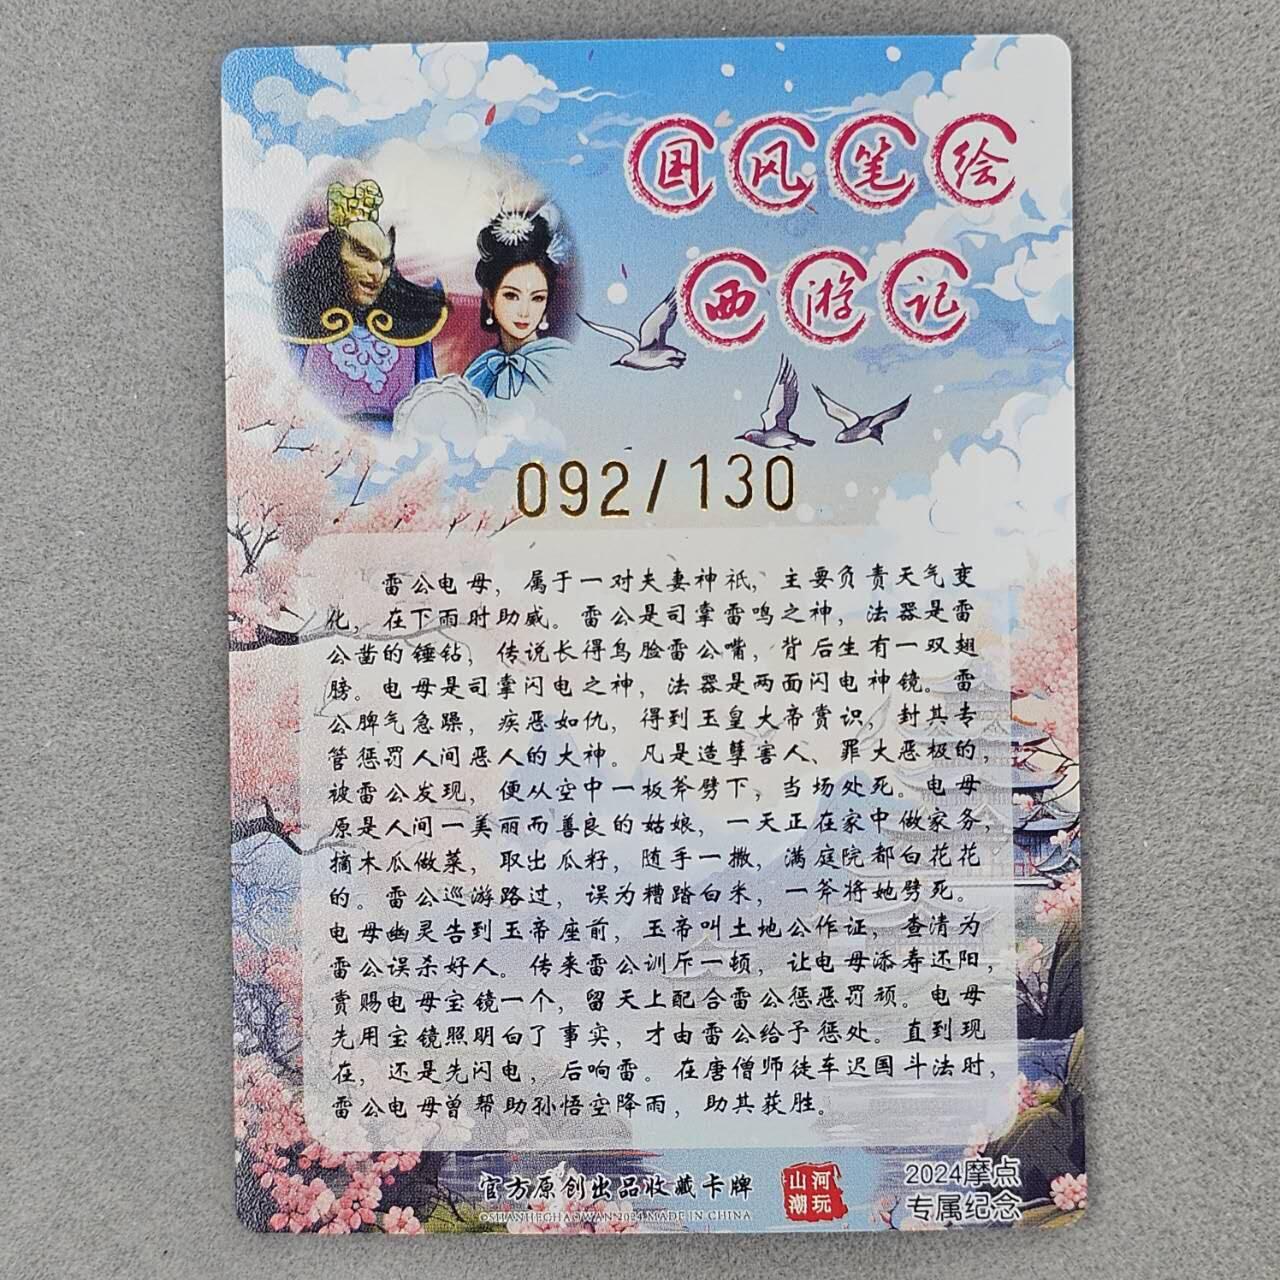 国风笔绘
西游记
092/130
雷公电母，属于一对夫妻神祇，主要负责天气变
化，在下雨时助威。雷公是司掌雷鸣之神，法器是雷
公凿的锤钻，传说长得鸟脸雷公嘴，背后生有一双翅
膀。电母是司掌闪电之神，法器是两面闪电神镜。雷
公脾气急躁，疾恶如仇，得到玉皇大帝赏识，封其专
管惩罚人间恶人的大神。凡是造孽害人、罪大恶极的，
被雷公发现，便从空中一板斧劈下，当场处死。电母
原是人间一美丽而善良的姑娘，一天正在家中做家务，
摘木瓜做菜，取出瓜籽，随手一撒，满庭院都白花花
的。雷公巡游路过，误为糟踏白米，一斧将她劈死。
电母幽灵告到玉帝座前，玉帝叫土地公作证，查清为
雷公误杀好人。传来雷公训斥一顿，让电母添寿还阳，
赏赐电母宝镜一个，留天上配合雷公惩恶罚顽。电母
先用宝镜照明白了事实，才由雷公给予惩处。直到现
在，还是先闪电，后响雷。在唐僧师徒车迟国斗法时，
雷公电母曾帮助孙悟空降雨，助其获胜。
官方原创出品收藏卡牌
©SHANHECHAOWAN 2024 MADE IN CHINA
山河
潮玩
2024摩点
专属纪念